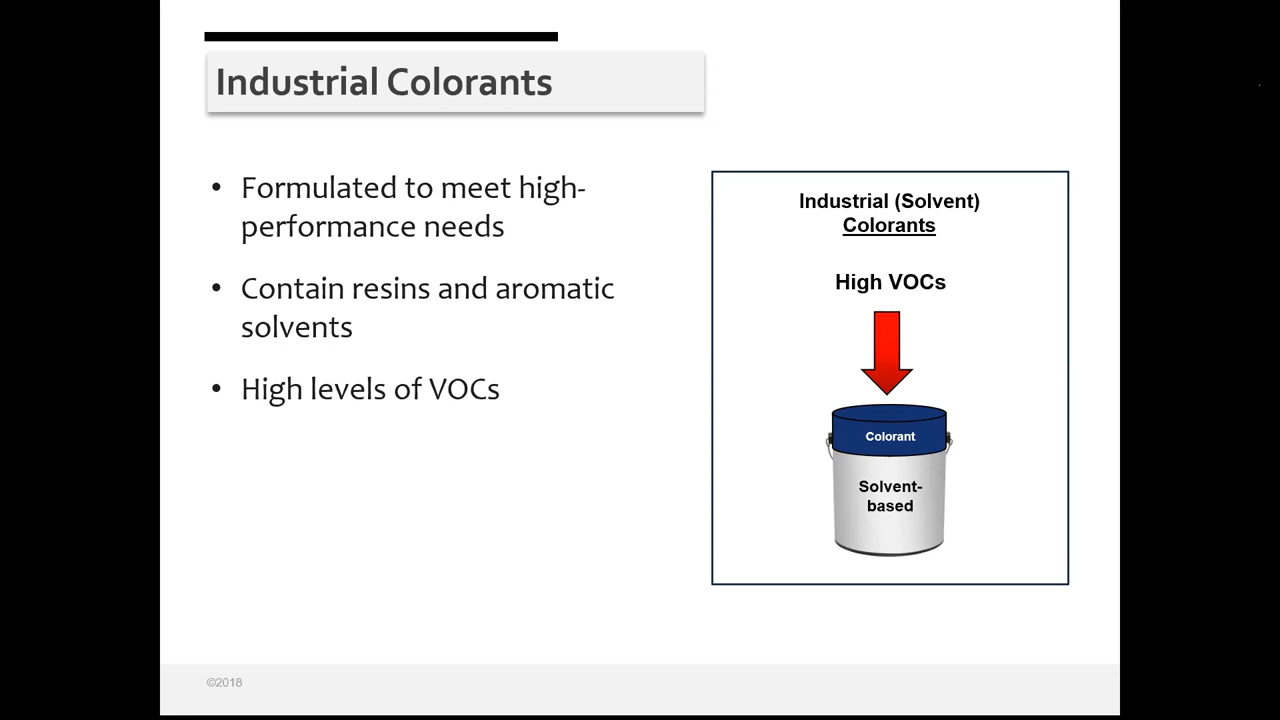 Industrial Colorants
• Formulated to meet high-
performance needs
• Contain resins and aromatic
solvents
• High levels of VOCs
Industrial (Solvent)
Colorants
High VOCs
Colorant
Solvent-
based
©2018